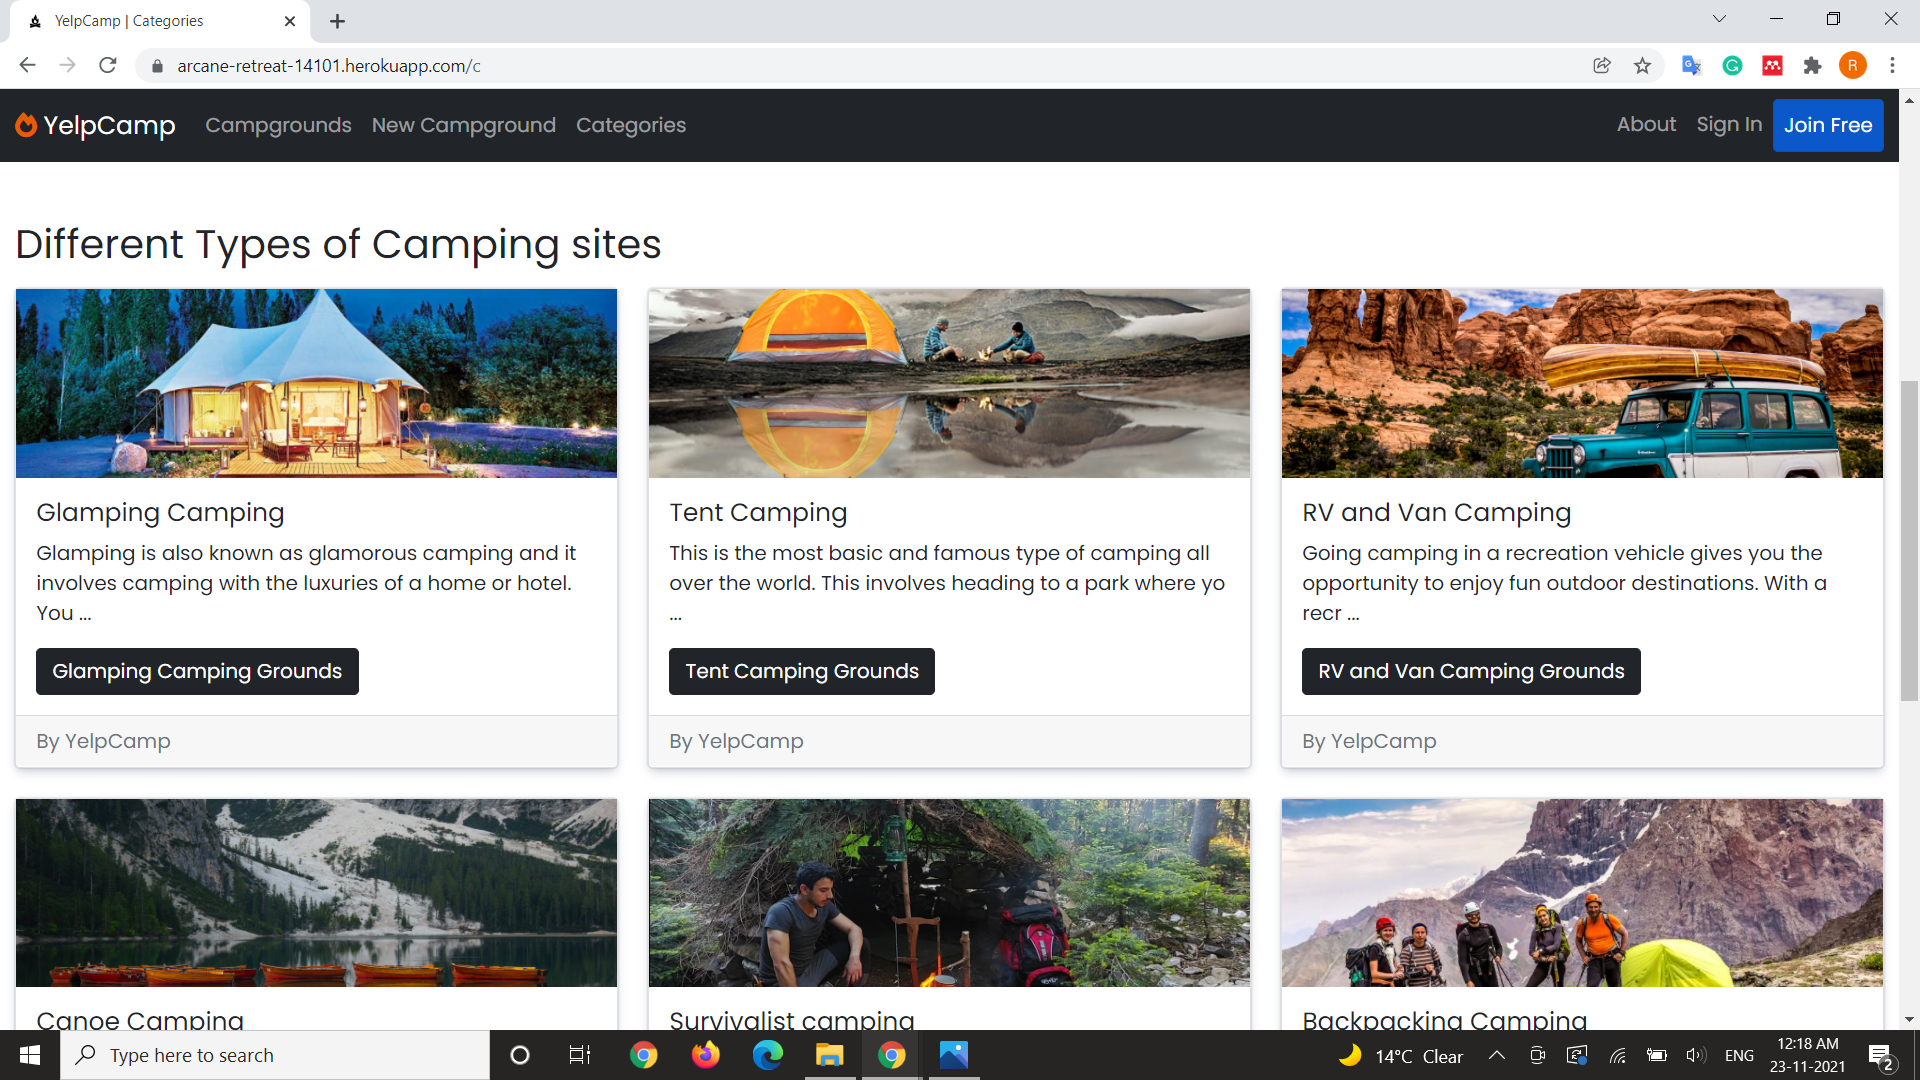 YelpCamp | Categories
arcane-retreat-14101.herokuapp.com/c
R
YelpCamp Campgrounds New Campground Categories About Sign In Join Free
Different Types of Camping sites
Glamping Camping
Glamping is also known as glamorous camping and it
involves camping with the luxuries of a home or hotel.
You ...
Glamping Camping Grounds
By YelpCamp
Tent Camping
This is the most basic and famous type of camping all
over the world. This involves heading to a park where yo
...
Tent Camping Grounds
By YelpCamp
RV and Van Camping
Going camping in a recreation vehicle gives you the
opportunity to enjoy fun outdoor destinations. With a
recr ...
RV and Van Camping Grounds
By YelpCamp
Canoe Camping
Survivalist camping
Backpacking Camping
Type here to search
14°C Clear
ENG
12:18 AM
23-11-2021
2